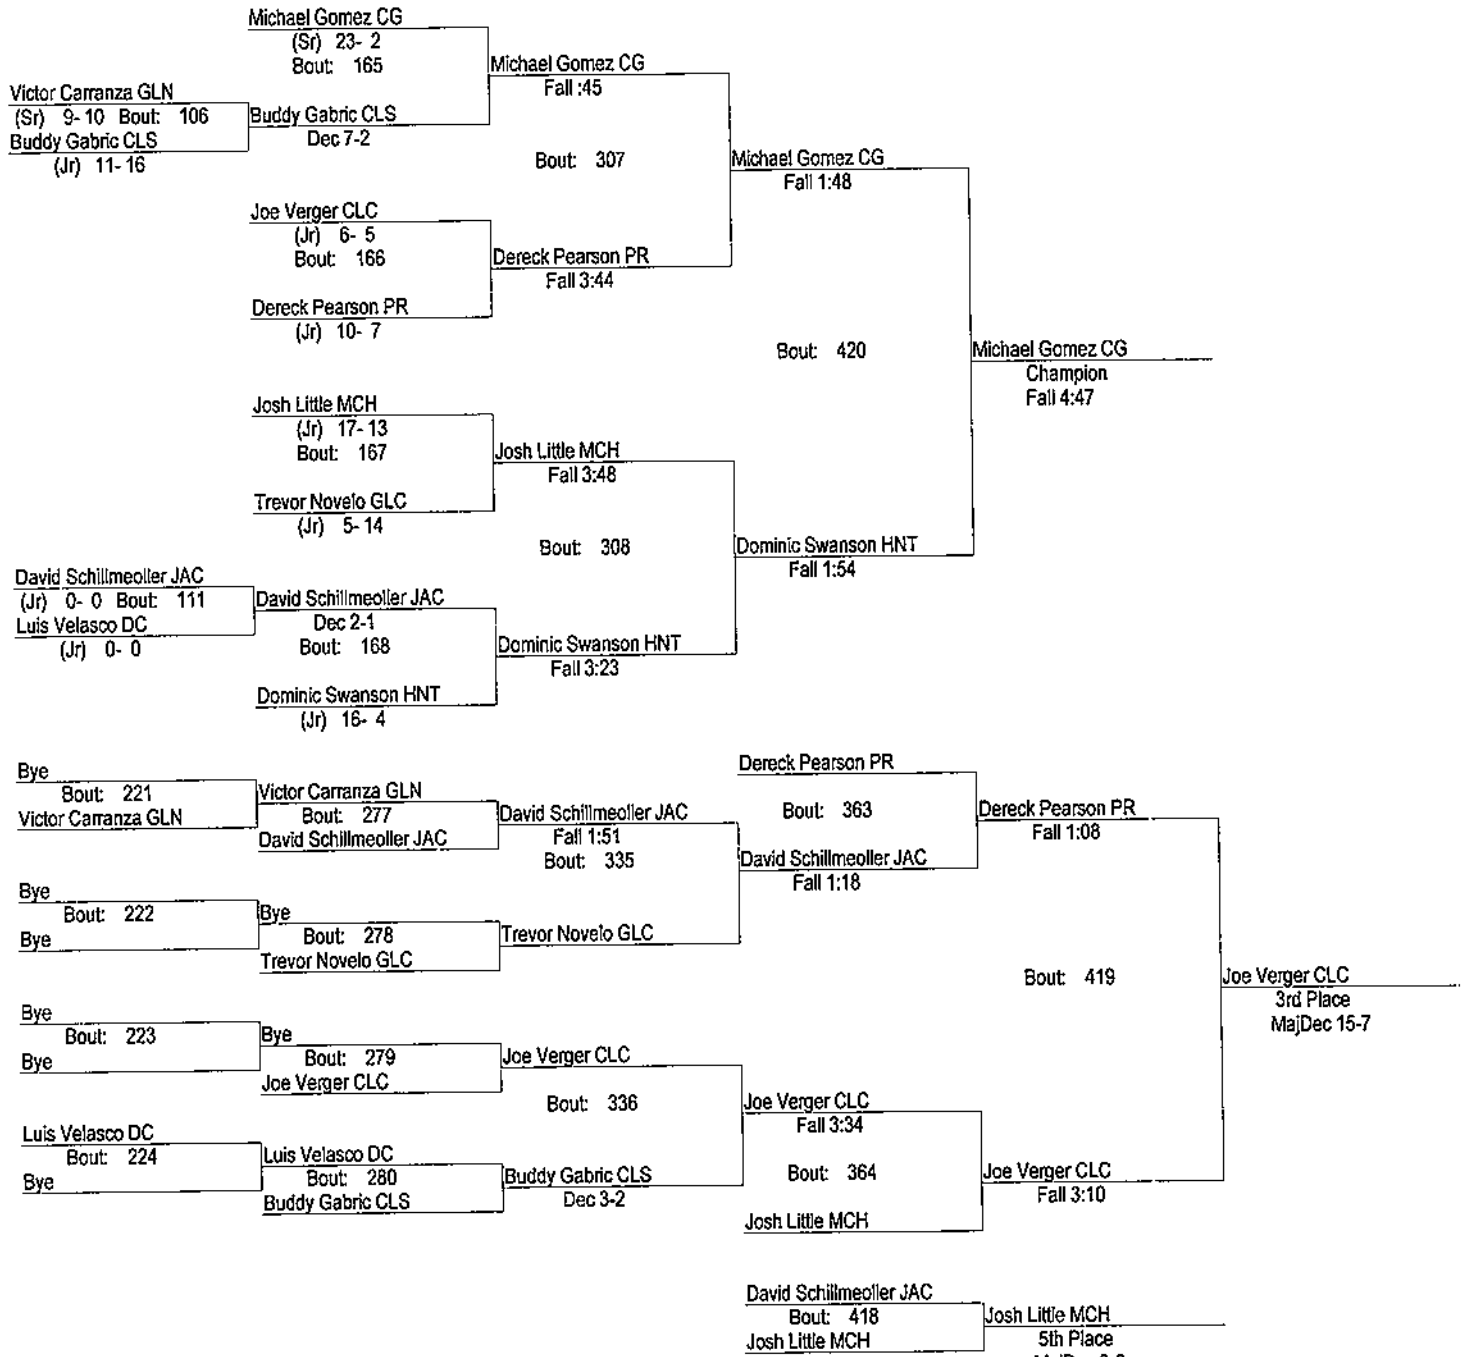 Michael Gomez CG
(Sr) 23- 2
Bout: 165
Michael Gomez CG
Fall :45
Victor Carranza GLN
(Sr) 9- 10 Bout: 106
Buddy Gabric CLS
(Jr) 11- 16
Buddy Gabric CLS
Dec 7-2
Bout: 307
Michael Gomez CG
Fall 1:48
Joe Verger CLC
(Jr) 6- 5
Bout: 166
Dereck Pearson PR
Fall 3:44
Dereck Pearson PR
(Jr) 10- 7
Bout: 420
Michael Gomez CG
Champion
Fall 4:47
Josh Little MCH
(Jr) 17- 13
Bout: 167
Josh Little MCH
Fall 3:48
Trevor Novelo GLC
(Jr) 5- 14
Bout: 308
Dominic Swanson HNT
Fall 1:54
David Schillmeoller JAC
(Jr) 0- 0 Bout: 111
Luis Velasco DC
(Jr) 0- 0
David Schillmeoller JAC
Dec 2-1
Bout: 168
Dominic Swanson HNT
Fall 3:23
Dominic Swanson HNT
(Jr) 16- 4
Bye
Bout: 221
Victor Carranza GLN
Victor Carranza GLN
Bout: 277
David Schillmeoller JAC
David Schillmeoller JAC
Fall 1:51
Bout: 335
Dereck Pearson PR
Bout: 363
David Schillmeoller JAC
Fall 1:18
Dereck Pearson PR
Fall 1:08
Bye
Bout: 222
Bye
Bye
Bout: 278
Trevor Novelo GLC
Trevor Novelo GLC
Bout: 419
Joe Verger CLC
3rd Place
MajDec 15-7
Bye
Bout: 223
Bye
Bye
Bout: 279
Joe Verger CLC
Joe Verger CLC
Bout: 336
Joe Verger CLC
Fall 3:34
Bout: 364
Josh Little MCH
Joe Verger CLC
Fall 3:10
Luis Velasco DC
Bout: 224
Bye
Luis Velasco DC
Bout: 280
Buddy Gabric CLS
Buddy Gabric CLS
Dec 3-2
David Schillmeoller JAC
Bout: 418
Josh Little MCH
Josh Little MCH
5th Place